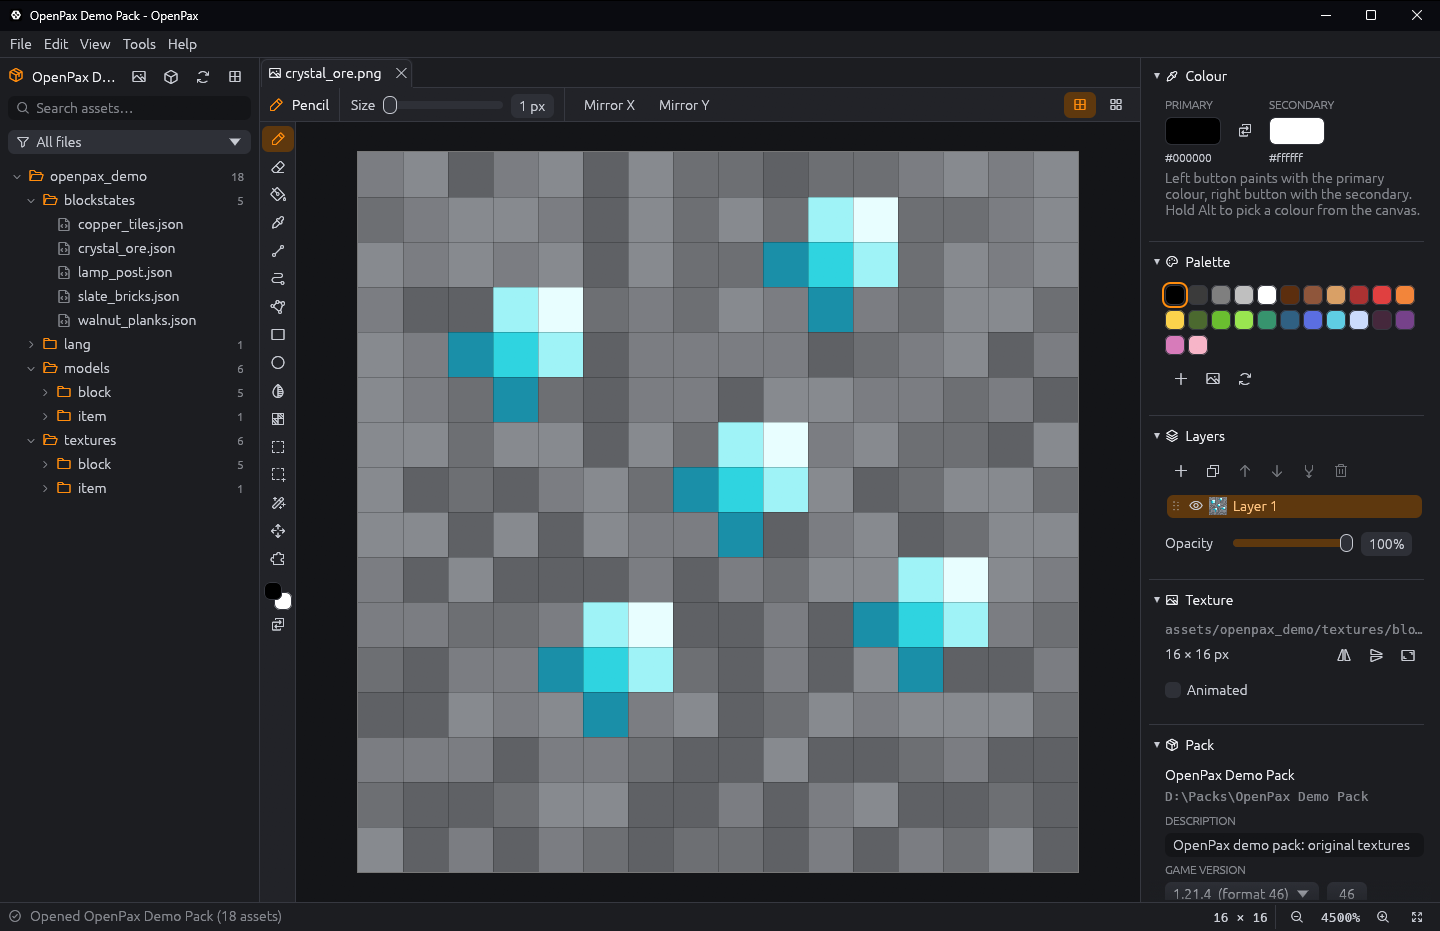 OpenPax Demo Pack - OpenPax
File Edit View Tools Help
OpenPax D...
Search assets...
All files
openpax_demo 18
blockstates 5
copper_tiles.json
crystal_ore.json
lamp_post.json
slate_bricks.json
walnut_planks.json
lang 1
models 6
block 5
item 1
textures 6
block 5
item 1
crystal_ore.png
Pencil Size 1 px Mirror X Mirror Y
Colour
PRIMARY SECONDARY
#000000 #ffffff
Left button paints with the primary
colour, right button with the secondary.
Hold Alt to pick a colour from the canvas.
Palette
Layers
Layer 1
Opacity 100%
Texture
assets/openpax_demo/textures/blo...
16 × 16 px
Animated
Pack
OpenPax Demo Pack
D:\Packs\OpenPax Demo Pack
DESCRIPTION
OpenPax demo pack: original textures
GAME VERSION
1.21.4 (format 46) 46
Opened OpenPax Demo Pack (18 assets)
16 × 16 4500%